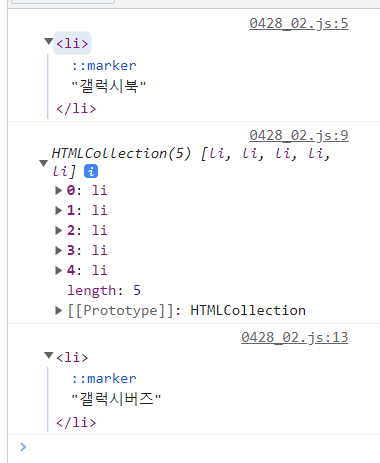 0428_02.js:5
▼<li>
::marker
"갤럭시북"
</li>
0428_02.js:9
HTMLCollection(5) [li, li, li, li,
▼ li] i
▶ 0: li
▶ 1: li
▶ 2: li
▶ 3: li
▶ 4: li
length: 5
▶ [[Prototype]]: HTMLCollection
0428_02.js:13
▼<li>
::marker
"갤럭시버즈"
</li>
>